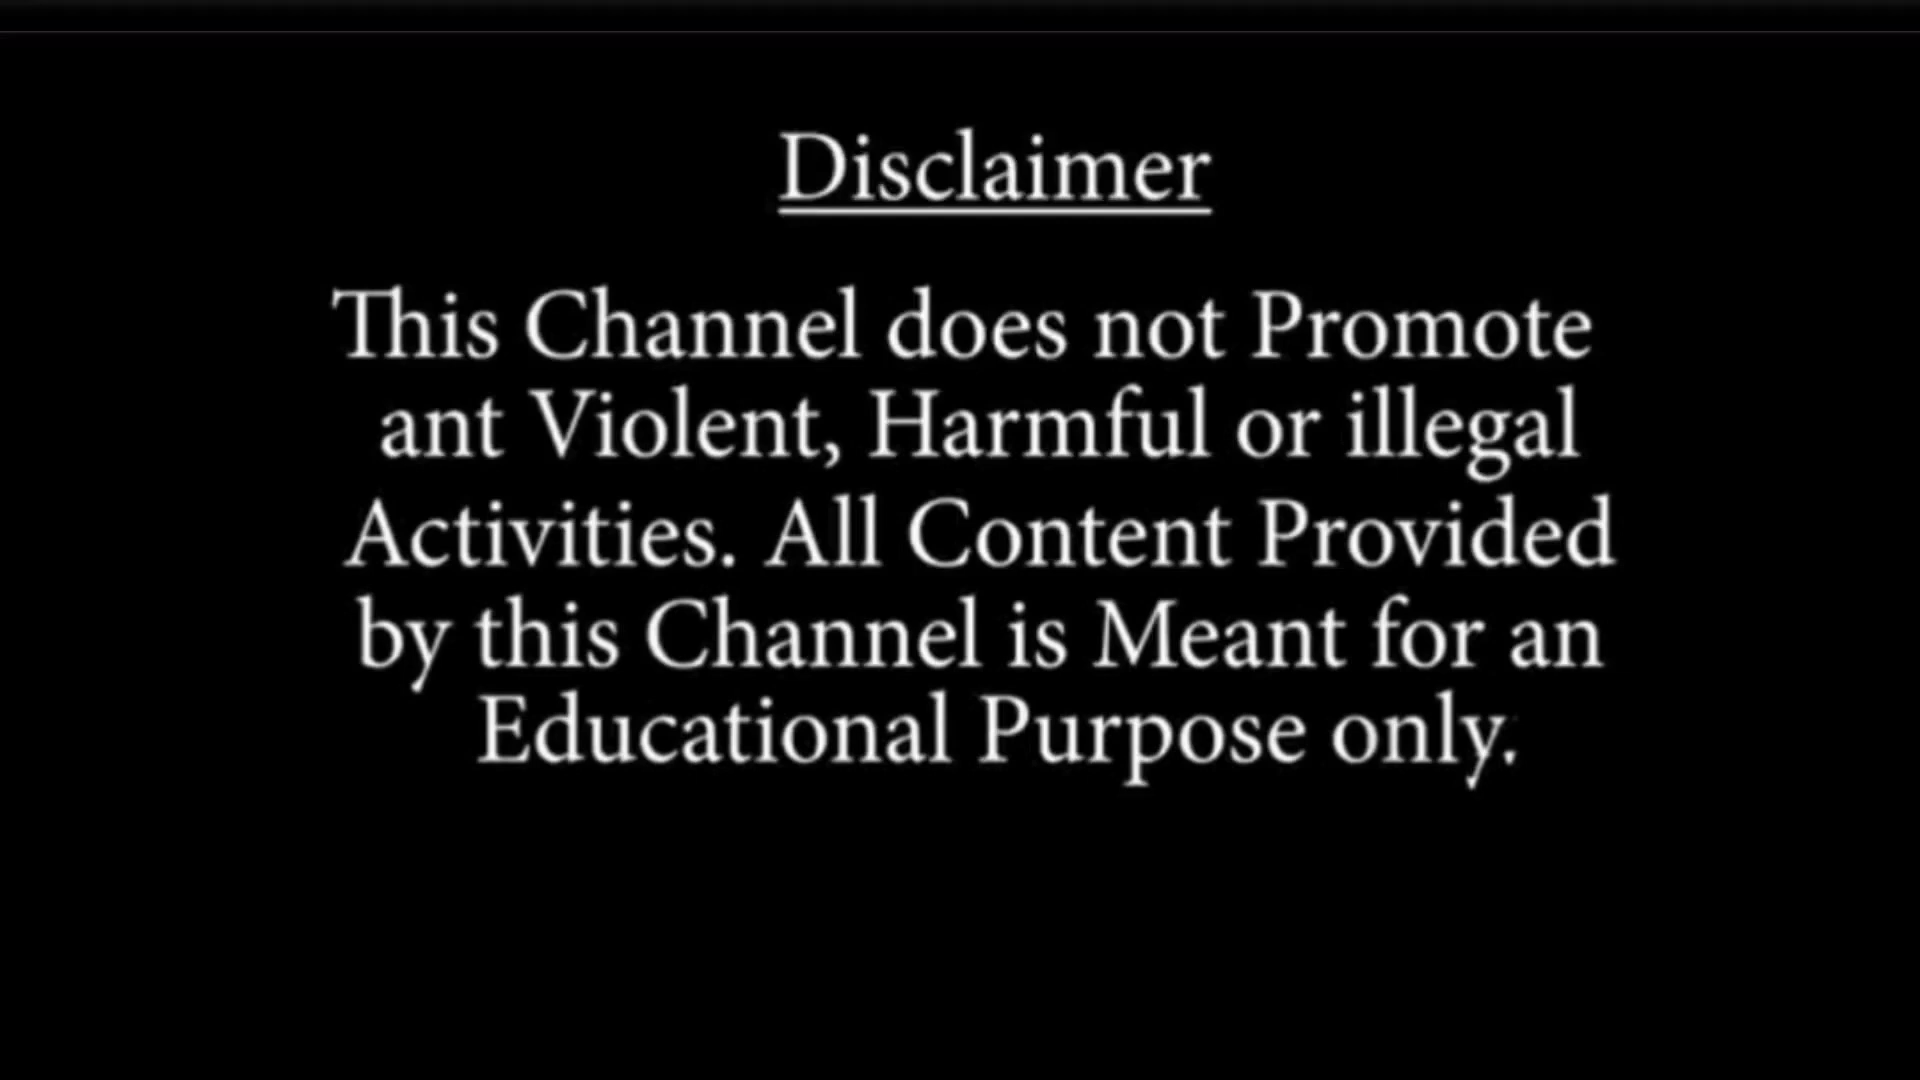 Disclaimer
This Channel does not Promote
ant Violent, Harmful or illegal
Activities. All Content Provided
by this Channel is Meant for an
Educational Purpose only.